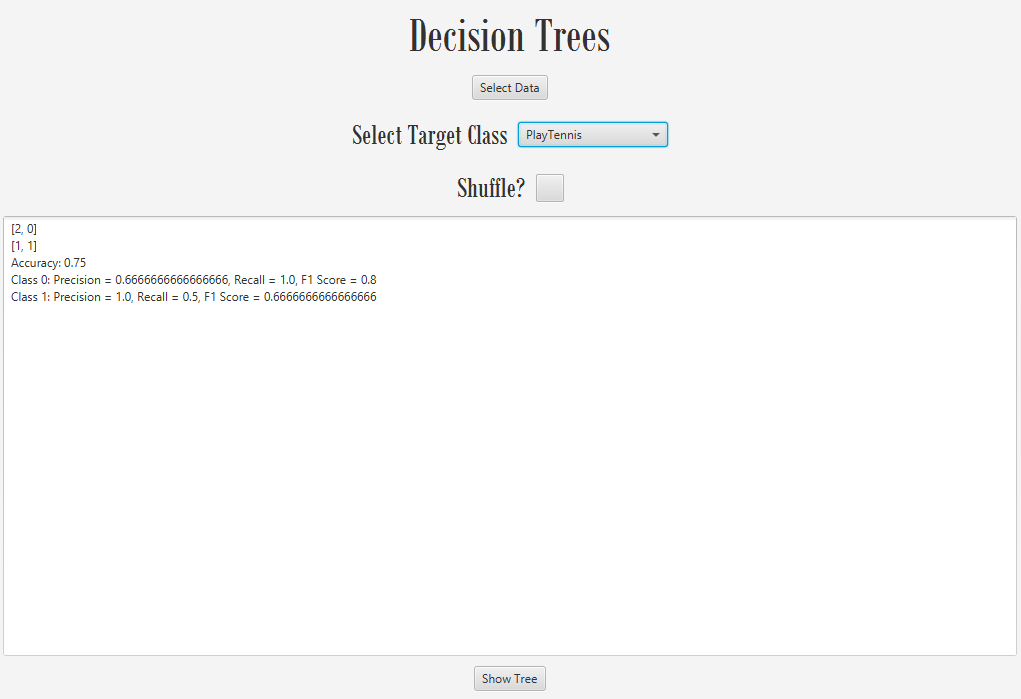 Decision Trees
Select Data
Select Target Class PlayTennis
Shuffle?
[2, 0]
[1, 1]
Accuracy: 0.75
Class 0: Precision = 0.6666666666666666, Recall = 1.0, F1 Score = 0.8
Class 1: Precision = 1.0, Recall = 0.5, F1 Score = 0.6666666666666666
Show Tree